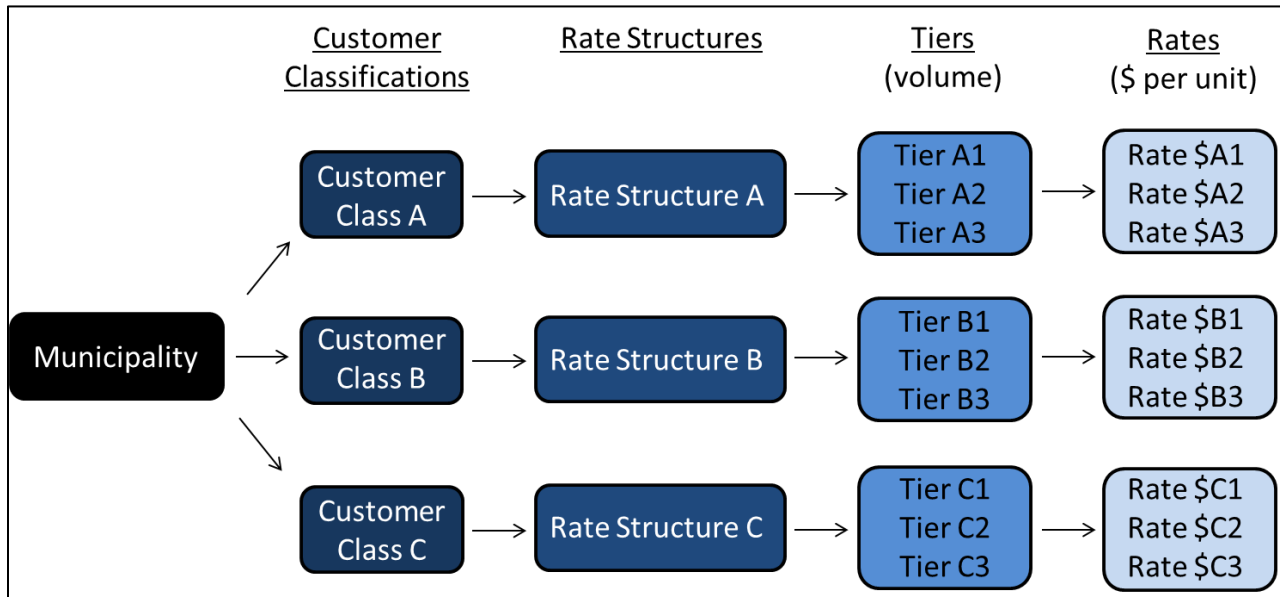 Customer
Classifications
Rate Structures
Tiers
(volume)
Rates
($ per unit)
Municipality
Customer
Class A
Rate Structure A
Tier A1
Tier A2
Tier A3
Rate $A1
Rate $A2
Rate $A3
Customer
Class B
Rate Structure B
Tier B1
Tier B2
Tier B3
Rate $B1
Rate $B2
Rate $B3
Customer
Class C
Rate Structure C
Tier C1
Tier C2
Tier C3
Rate $C1
Rate $C2
Rate $C3